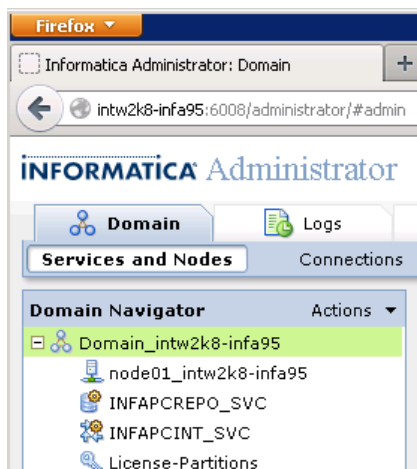 Firefox
Informatica Administrator: Domain +
intw2k8-infa95:6008/administrator/#admin
INFORMATICA Administrator
Domain Logs
Services and Nodes Connections
Domain Navigator Actions
Domain_intw2k8-infa95
node01_intw2k8-infa95
INFAPCREPO_SVC
INFAPCINT_SVC
License-Partitions